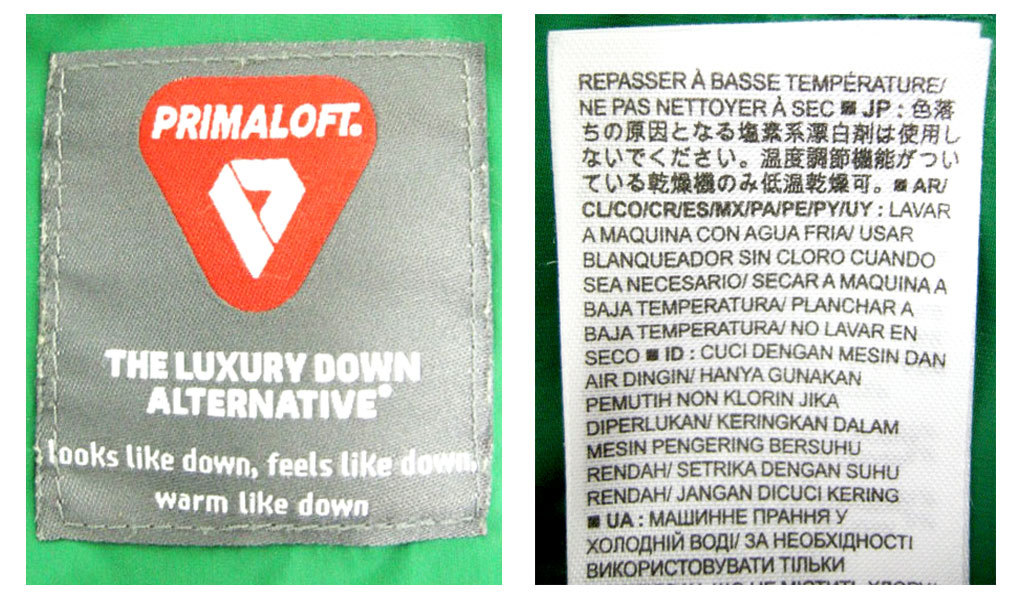 PRIMALOFT®
THE LUXURY DOWN
ALTERNATIVE®
looks like down, feels like down,
warm like down
REPASSER À BASSE TEMPÉRATURE/
NE PAS NETTOYER À SEC ■ JP : 色落
ちの原因となる塩素系漂白剤は使用し
ないでください。温度調節機能がつい
ている乾燥機のみ低温乾燥可。■ AR/
CL/CO/CR/ES/MX/PA/PE/PY/UY : LAVAR
A MAQUINA CON AGUA FRIA/ USAR
BLANQUEADOR SIN CLORO CUANDO
SEA NECESARIO/ SECAR A MAQUINA A
BAJA TEMPERATURA/ PLANCHAR A
BAJA TEMPERATURA/ NO LAVAR EN
SECO ■ ID : CUCI DENGAN MESIN DAN
AIR DINGIN/ HANYA GUNAKAN
PEMUTIH NON KLORIN JIKA
DIPERLUKAN/ KERINGKAN DALAM
MESIN PENGERING BERSUHU
RENDAH/ SETRIKA DENGAN SUHU
RENDAH/ JANGAN DICUCI KERING
■ UA : МАШИННЕ ПРАННЯ У
ХОЛОДНІЙ ВОДІ/ ЗА НЕОБХІДНОСТІ
ВИКОРИСТОВУВАТИ ТІЛЬКИ